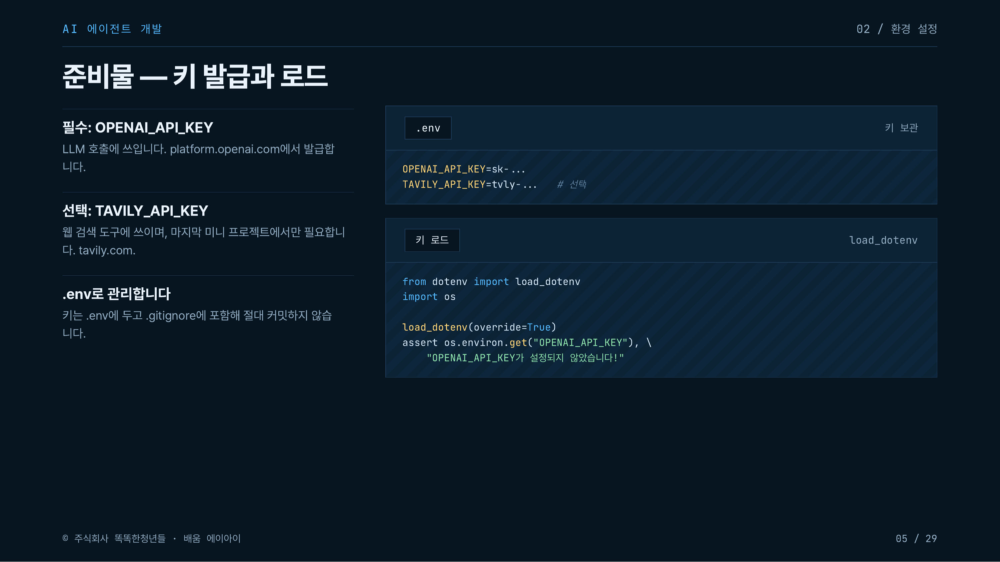 AI 에이전트 개발
02 / 환경 설정
준비물 — 키 발급과 로드
필수: OPENAI_API_KEY
LLM 호출에 쓰입니다. platform.openai.com에서 발급합
니다.
선택: TAVILY_API_KEY
웹 검색 도구에 쓰이며, 마지막 미니 프로젝트에서만 필요합니
다. tavily.com.
.env로 관리합니다
키는 .env에 두고 .gitignore에 포함해 절대 커밋하지 않습
니다.
.env
키 보관
OPENAI_API_KEY=sk-...
TAVILY_API_KEY=tvly-...   # 선택
키 로드
load_dotenv
from dotenv import load_dotenv
import os
load_dotenv(override=True)
assert os.environ.get("OPENAI_API_KEY"), \
    "OPENAI_API_KEY가 설정되지 않았습니다!"
© 주식회사 똑똑한청년들 · 배움 에이아이
05 / 29